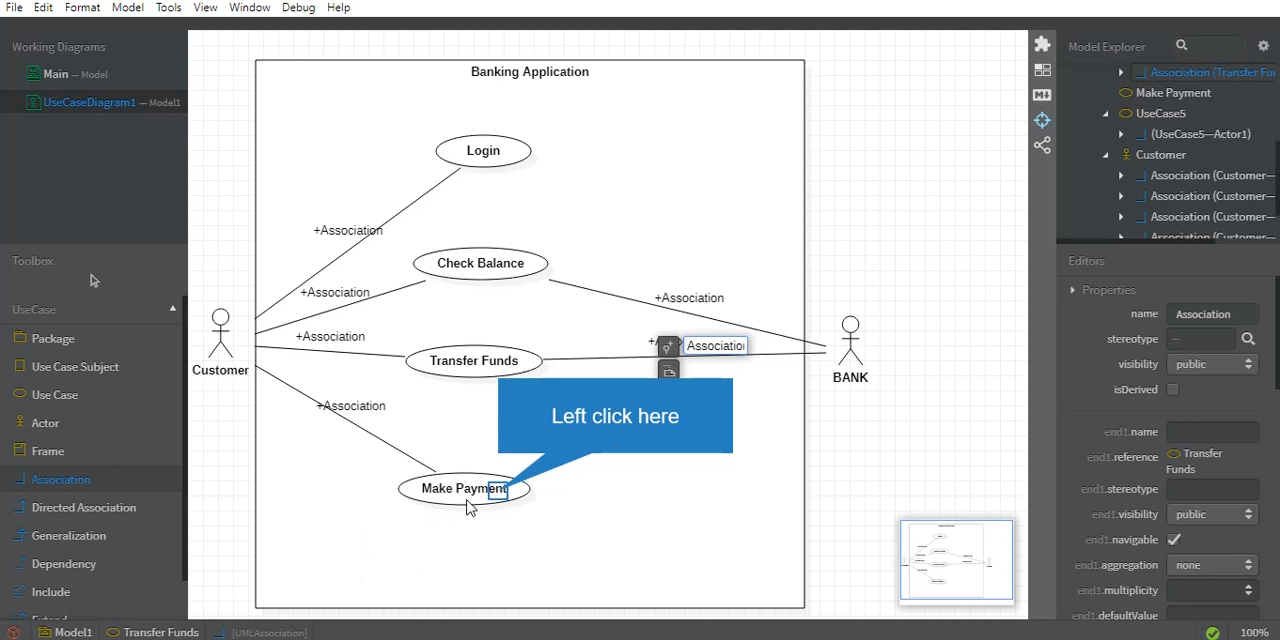 File Edit Format Model Tools View Window Debug Help
Working Diagrams
Main — Model
UseCaseDiagram1 — Model1
Toolbox
UseCase
Package
Use Case Subject
Use Case
Actor
Frame
Association
Directed Association
Generalization
Dependency
Include
Extend
Banking Application
Login
+Association
Check Balance
+Association
+Association
+Association
Transfer Funds
Association
Customer
BANK
+Association
Left click here
Make Payment
Model Explorer
Association (Transfer Fu
Make Payment
UseCase5
(UseCase5—Actor1)
Customer
Association (Customer—
Association (Customer—
Association (Customer—
Association (Customer—
Editors
Properties
name Association
stereotype —
visibility public
isDerived
end1.name
end1.reference Transfer
Funds
end1.stereotype
end1.visibility public
end1.navigable
end1.aggregation none
end1.multiplicity
end1.defaultValue
Model1 Transfer Funds [UMLAssociation] 100%